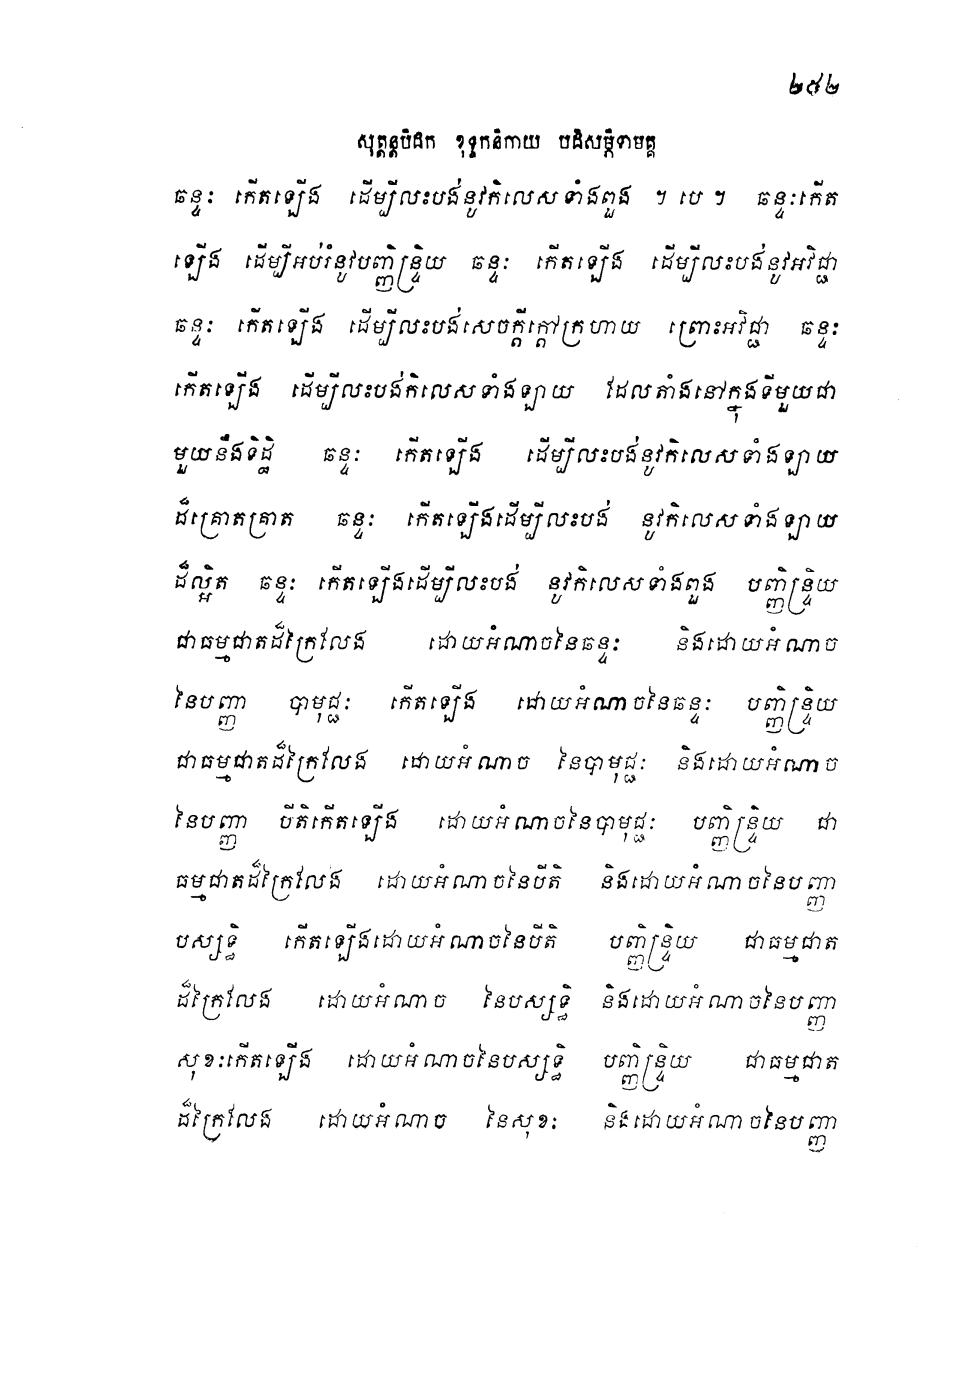 ២៥២
សុត្តន្តបិដក ខុទ្ទកនិកាយ បដិសម្ភិទាមគ្គ
ឆន្ទៈ កើតឡើង ដើម្បីលះបង់នូវកិលេសទាំងពួង ។ បេ ។ ឆន្ទៈកើត
ឡើង ដើម្បីអប់រំនូវបញ្ញិន្ទ្រិយ ឆន្ទៈ កើតឡើង ដើម្បីលះបង់នូវអវិជ្ជា
ឆន្ទៈ កើតឡើង ដើម្បីលះបង់សេចក្តីក្តៅក្រហាយ ព្រោះអវិជ្ជា ឆន្ទៈ
កើតឡើង ដើម្បីលះបង់កិលេសទាំងឡាយ ដែលតាំងនៅក្នុងទីមួយជា
មួយនឹងទិដ្ឋិ ឆន្ទៈ កើតឡើង ដើម្បីលះបង់នូវកិលេសទាំងឡាយ
ដ៏គ្រោតគ្រាត ឆន្ទៈ កើតឡើងដើម្បីលះបង់ នូវកិលេសទាំងឡាយ
ដ៏ល្អិត ឆន្ទៈ កើតឡើងដើម្បីលះបង់ នូវកិលេសទាំងពួង បញ្ញិន្ទ្រិយ
ជាធម្មជាតដ៏ក្រៃលែង ដោយអំណាចនៃឆន្ទៈ និងដោយអំណាច
នៃបញ្ញា បាមុជ្ជៈ កើតឡើង ដោយអំណាចនៃឆន្ទៈ បញ្ញិន្ទ្រិយ
ជាធម្មជាតដ៏ក្រៃលែង ដោយអំណាច នៃបាមុជ្ជៈ និងដោយអំណាច
នៃបញ្ញា បីតិកើតឡើង ដោយអំណាចនៃបាមុជ្ជៈ បញ្ញិន្ទ្រិយ ជា
ធម្មជាតដ៏ក្រៃលែង ដោយអំណាចនៃបីតិ និងដោយអំណាចនៃបញ្ញា
បស្សទ្ធិ កើតឡើងដោយអំណាចនៃបីតិ បញ្ញិន្ទ្រិយ ជាធម្មជាត
ដ៏ក្រៃលែង ដោយអំណាច នៃបស្សទ្ធិ និងដោយអំណាចនៃបញ្ញា
សុខៈកើតឡើង ដោយអំណាចនៃបស្សទ្ធិ បញ្ញិន្ទ្រិយ ជាធម្មជាត
ដ៏ក្រៃលែង ដោយអំណាច នៃសុខៈ និងដោយអំណាចនៃបញ្ញា